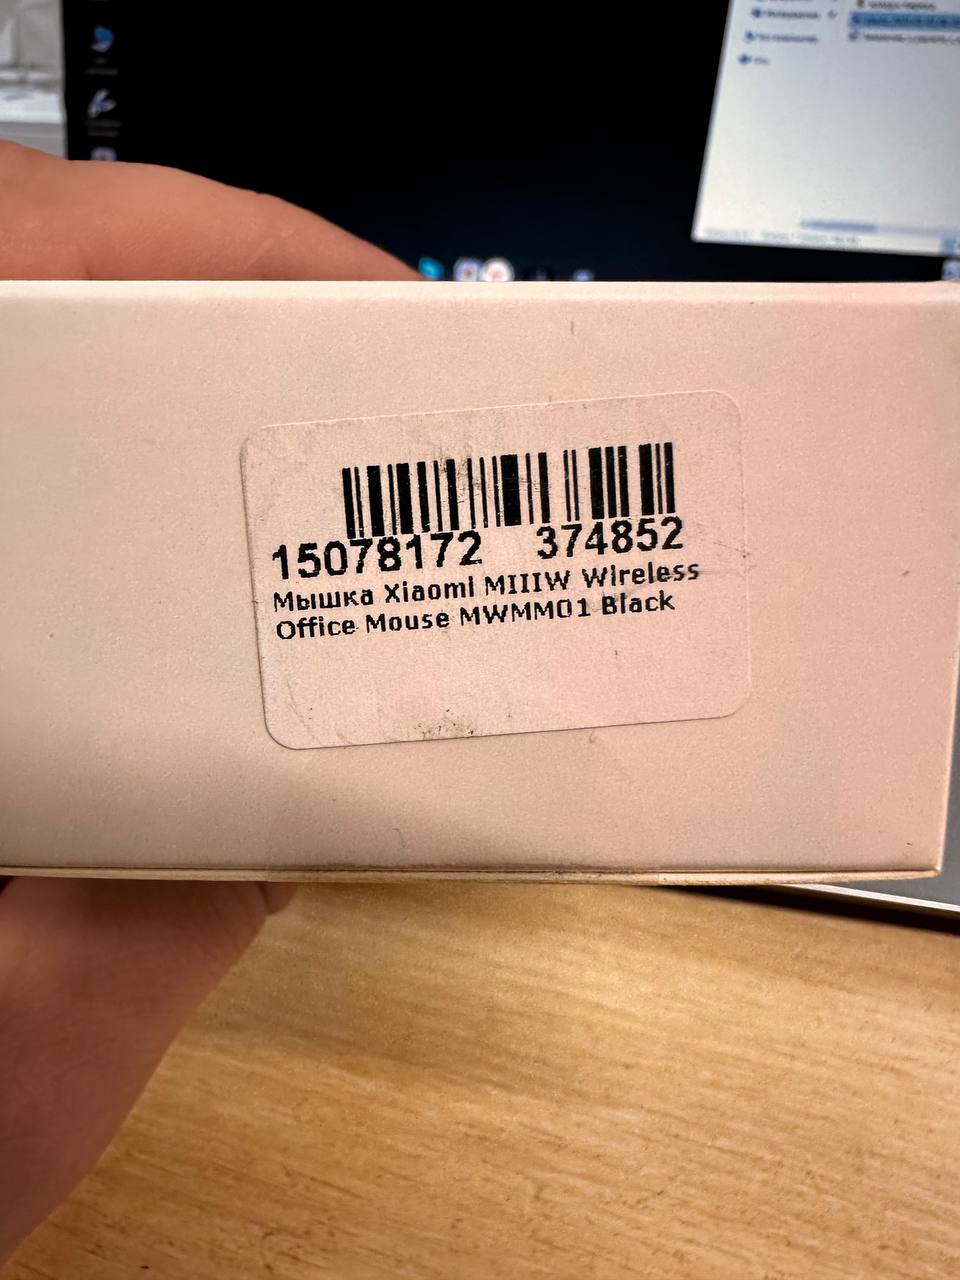 15078172 374852
Мышка Xiaomi MIIIW Wireless
Office Mouse MWMM01 Black